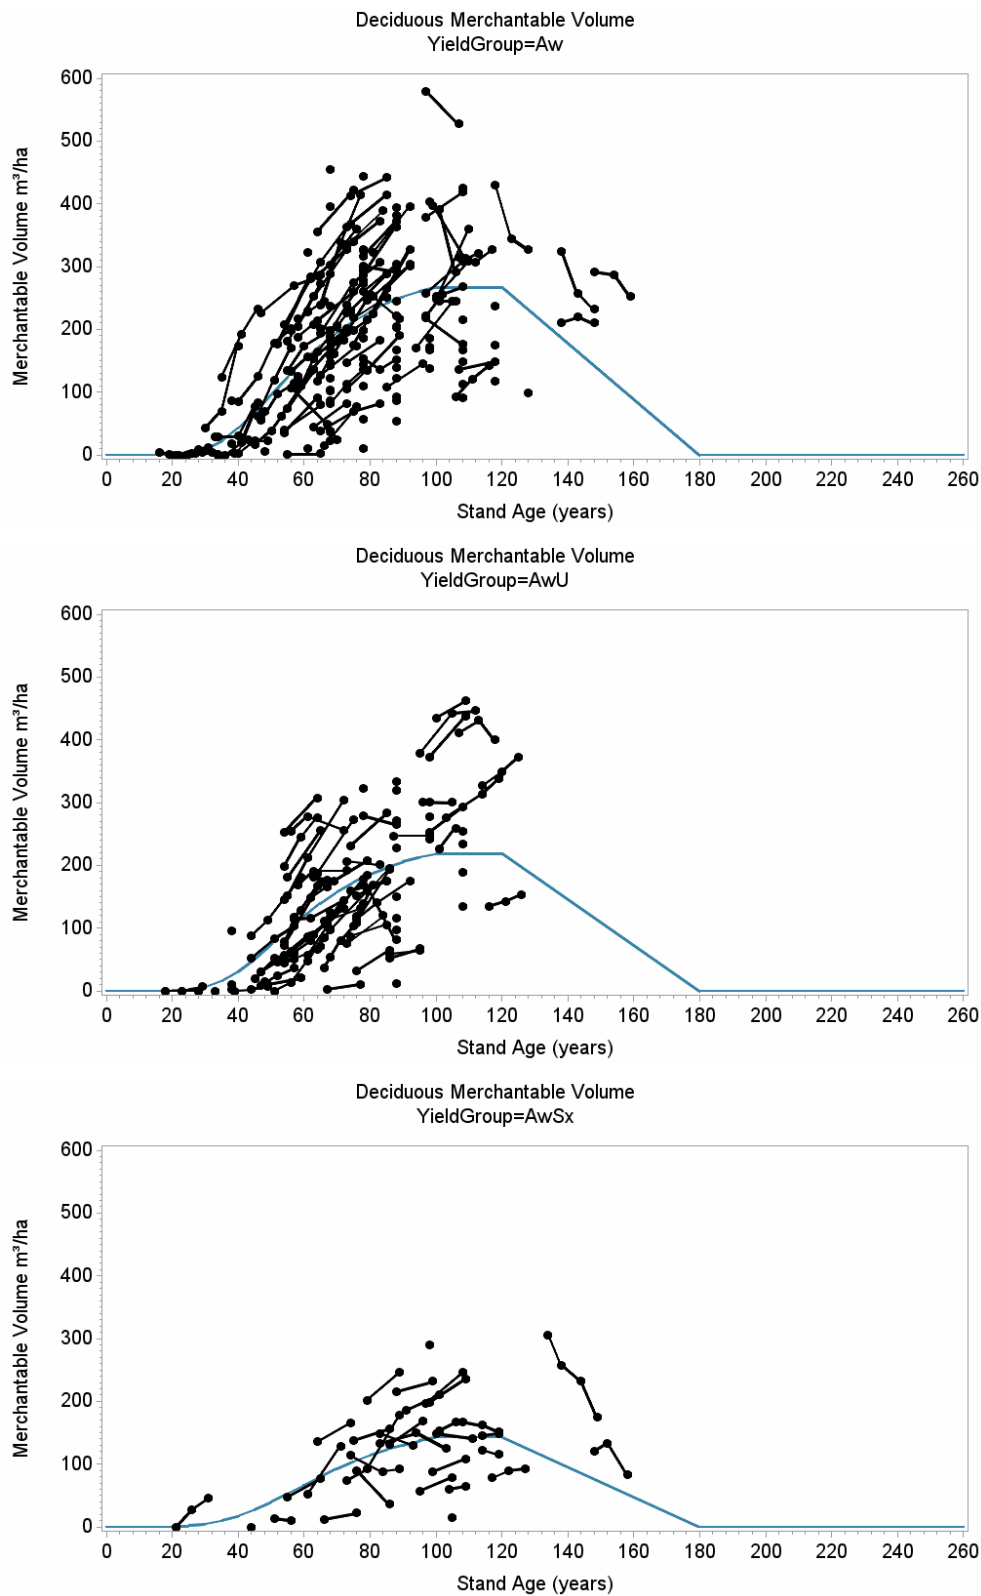 Deciduous Merchantable Volume
YieldGroup=Aw
Merchantable Volume m³/ha
600
500
400
300
200
100
0
0 20 40 60 80 100 120 140 160 180 200 220 240 260
Stand Age (years)
Deciduous Merchantable Volume
YieldGroup=AwU
Merchantable Volume m³/ha
600
500
400
300
200
100
0
0 20 40 60 80 100 120 140 160 180 200 220 240 260
Stand Age (years)
Deciduous Merchantable Volume
YieldGroup=AwSx
Merchantable Volume m³/ha
600
500
400
300
200
100
0
0 20 40 60 80 100 120 140 160 180 200 220 240 260
Stand Age (years)